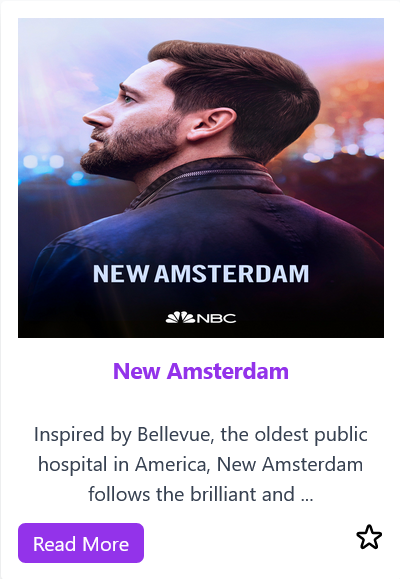 NEW AMSTERDAM
NBC
New Amsterdam
Inspired by Bellevue, the oldest public
hospital in America, New Amsterdam
follows the brilliant and ...
Read More